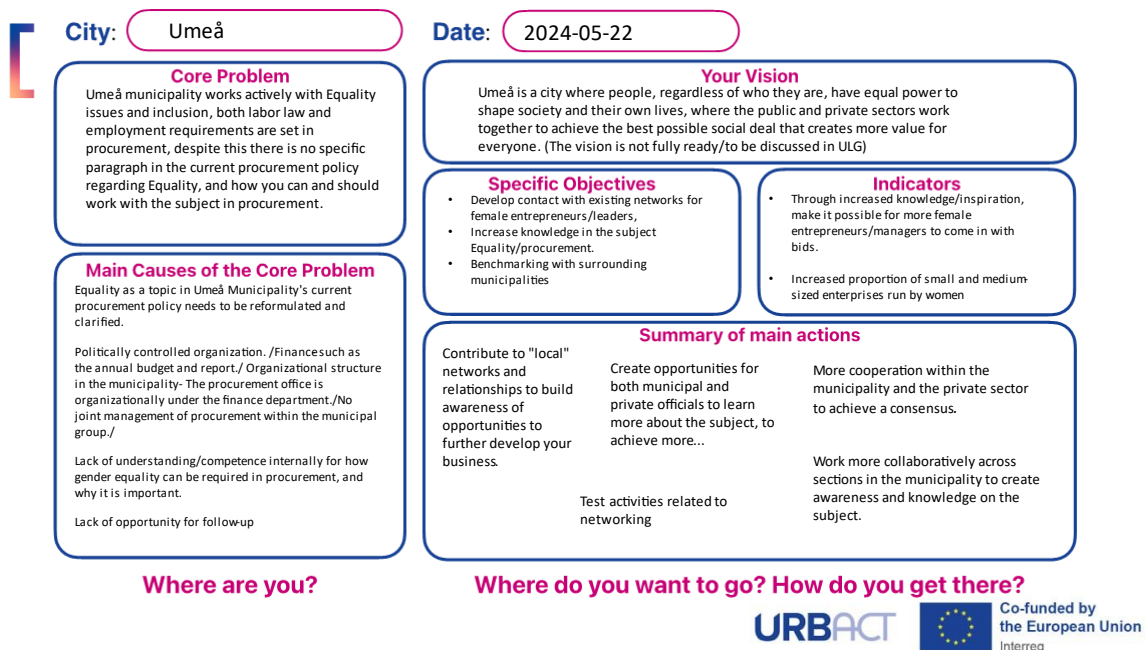 City: Umeå
Date: 2024-05-22
Core Problem
Umeå municipality works actively with Equality
issues and inclusion, both labor law and
employment requirements are set in
procurement, despite this there is no specific
paragraph in the current procurement policy
regarding Equality, and how you can and should
work with the subject in procurement.
Main Causes of the Core Problem
Equality as a topic in Umeå Municipality's current
procurement policy needs to be reformulated and
clarified.
Politically controlled organization. /Finance such as
the annual budget and report./ Organizational structure
in the municipality- The procurement office is
organizationally under the finance department./No
joint management of procurement within the municipal
group./
Lack of understanding/competence internally for how
gender equality can be required in procurement, and
why it is important.
Lack of opportunity for follow-up
Where are you?
Your Vision
Umeå is a city where people, regardless of who they are, have equal power to
shape society and their own lives, where the public and private sectors work
together to achieve the best possible social deal that creates more value for
everyone. (The vision is not fully ready/to be discussed in ULG)
Specific Objectives
• Develop contact with existing networks for
female entrepreneurs/leaders,
• Increase knowledge in the subject
Equality/procurement.
• Benchmarking with surrounding
municipalities
Indicators
• Through increased knowledge/inspiration,
make it possible for more female
entrepreneurs/managers to come in with
bids.
• Increased proportion of small and medium-
sized enterprises run by women
Summary of main actions
Contribute to "local"
networks and
relationships to build
awareness of
opportunities to
further develop your
business.
Create opportunities for
both municipal and
private officials to learn
more about the subject, to
achieve more...
Test activities related to
networking
More cooperation within the
municipality and the private sector
to achieve a consensus.
Work more collaboratively across
sections in the municipality to create
awareness and knowledge on the
subject.
Where do you want to go? How do you get there?
URBACT
Co-funded by
the European Union
Interreg